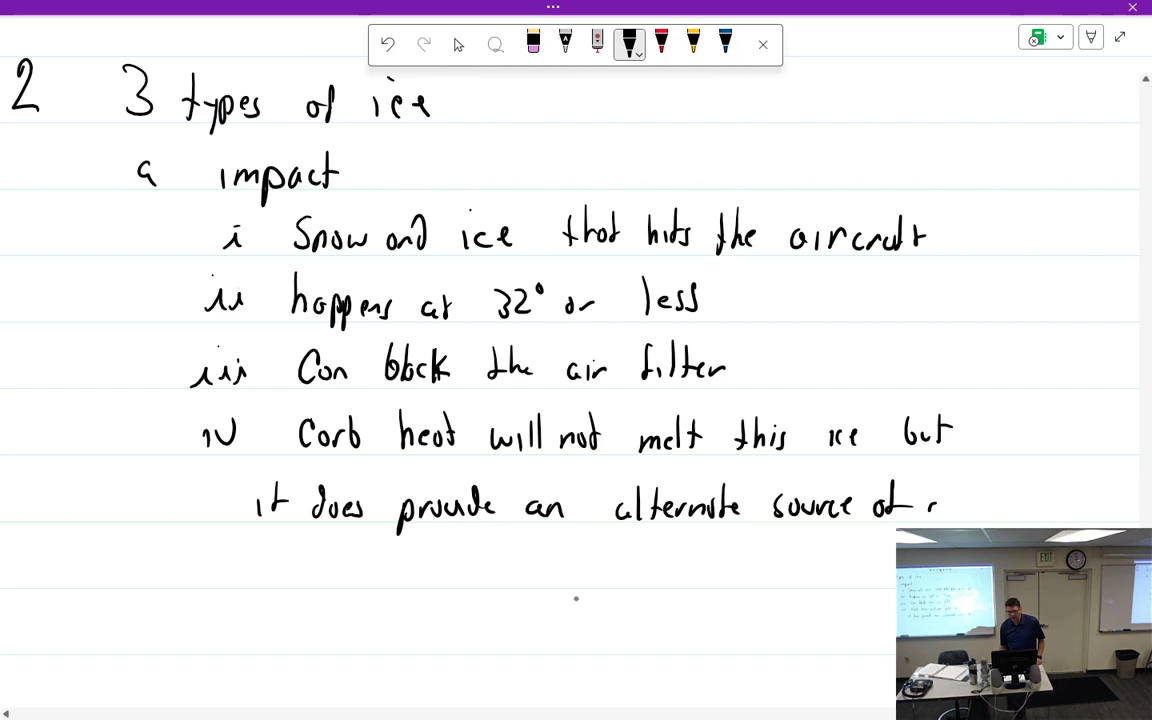 2 3 types of ice
a impact
i Snow and ice that hits the aircraft
ii happens at 32° or less
iii Can block the air filter
iv Carb heat will not melt this ice but
it does provide an alternate source of
EXIT